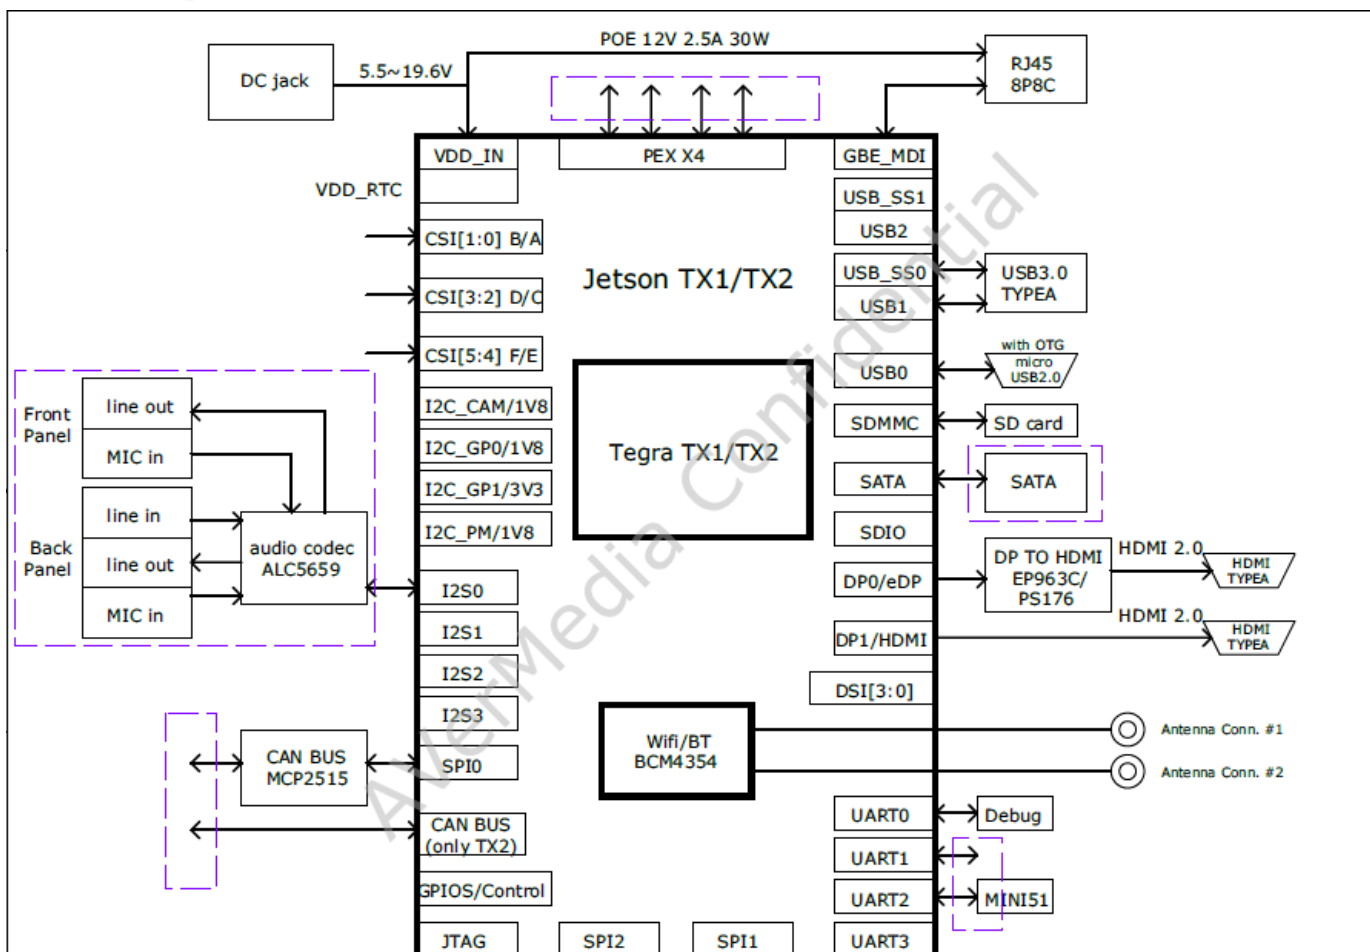 POE 12V 2.5A 30W
DC jack
5.5~19.6V
RJ45
8P8C
VDD_IN
PEX X4
GBE_MDI
VDD_RTC
USB_SS1
CSI[1:0] B/A
USB2
Jetson TX1/TX2
USB_SS0
USB3.0
TYPEA
CSI[3:2] D/C
USB1
with OTG
micro
USB2.0
CSI[5:4] F/E
USB0
Front
Panel
line out
MIC in
I2C_CAM/1V8
SDMMC
SD card
I2C_GP0/1V8
Tegra TX1/TX2
I2C_GP1/3V3
SATA
SATA
Back
Panel
line in
line out
MIC in
I2C_PM/1V8
SDIO
audio codec
ALC5659
DP TO HDMI
EP963C/
PS176
HDMI 2.0
HDMI
TYPEA
I2S0
DP0/eDP
I2S1
DP1/HDMI
HDMI 2.0
HDMI
TYPEA
I2S2
DSI[3:0]
I2S3
Wifi/BT
BCM4354
Antenna Conn. #1
Antenna Conn. #2
CAN BUS
MCP2515
SPI0
CAN BUS
(only TX2)
UART0
Debug
UART1
GPIOS/Control
UART2
MINI51
JTAG
SPI2
SPI1
UART3
AVerMedia Confidential